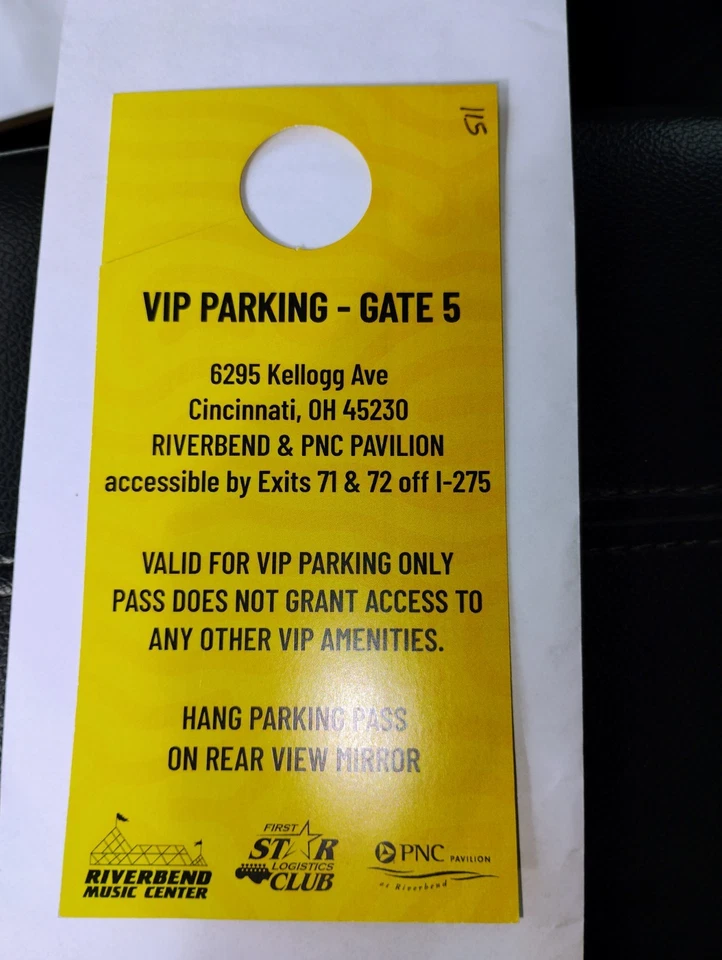 115
VIP PARKING - GATE 5
6295 Kellogg Ave
Cincinnati, OH 45230
RIVERBEND & PNC PAVILION
accessible by Exits 71 & 72 off I-275
VALID FOR VIP PARKING ONLY
PASS DOES NOT GRANT ACCESS TO
ANY OTHER VIP AMENITIES.
HANG PARKING PASS
ON REAR VIEW MIRROR
RIVERBEND
MUSIC CENTER
FIRST
STAR
LOGISTICS
CLUB
PNC PAVILION
at Riverbend